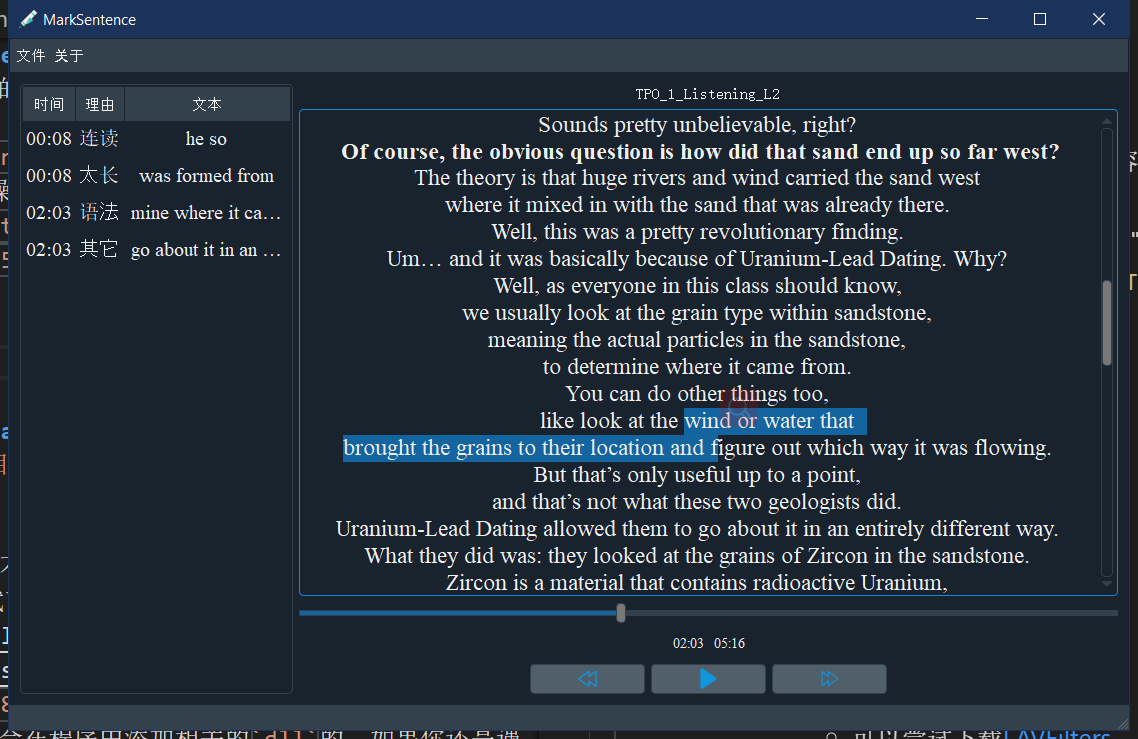 MarkSentence
文件 关于
时间 理由 文本
00:08 连读 he so
00:08 太长 was formed from
02:03 语法 mine where it ca…
02:03 其它 go about it in an …
TPO_1_Listening_L2
Sounds pretty unbelievable, right?
Of course, the obvious question is how did that sand end up so far west?
The theory is that huge rivers and wind carried the sand west
where it mixed in with the sand that was already there.
Well, this was a pretty revolutionary finding.
Um… and it was basically because of Uranium-Lead Dating. Why?
Well, as everyone in this class should know,
we usually look at the grain type within sandstone,
meaning the actual particles in the sandstone,
to determine where it came from.
You can do other things too,
like look at the wind or water that
brought the grains to their location and figure out which way it was flowing.
But that’s only useful up to a point,
and that’s not what these two geologists did.
Uranium-Lead Dating allowed them to go about it in an entirely different way.
What they did was: they looked at the grains of Zircon in the sandstone.
Zircon is a material that contains radioactive Uranium,
02:03 05:16